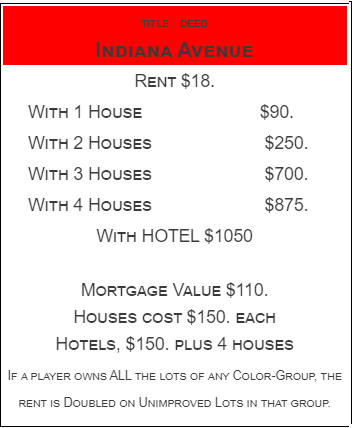 TITLE DEED
INDIANA AVENUE
RENT $18.
WITH 1 HOUSE $90.
WITH 2 HOUSES $250.
WITH 3 HOUSES $700.
WITH 4 HOUSES $875.
WITH HOTEL $1050
MORTGAGE VALUE $110.
HOUSES COST $150. EACH
HOTELS, $150. PLUS 4 HOUSES
IF A PLAYER OWNS ALL THE LOTS OF ANY COLOR-GROUP, THE
RENT IS DOUBLED ON UNIMPROVED LOTS IN THAT GROUP.